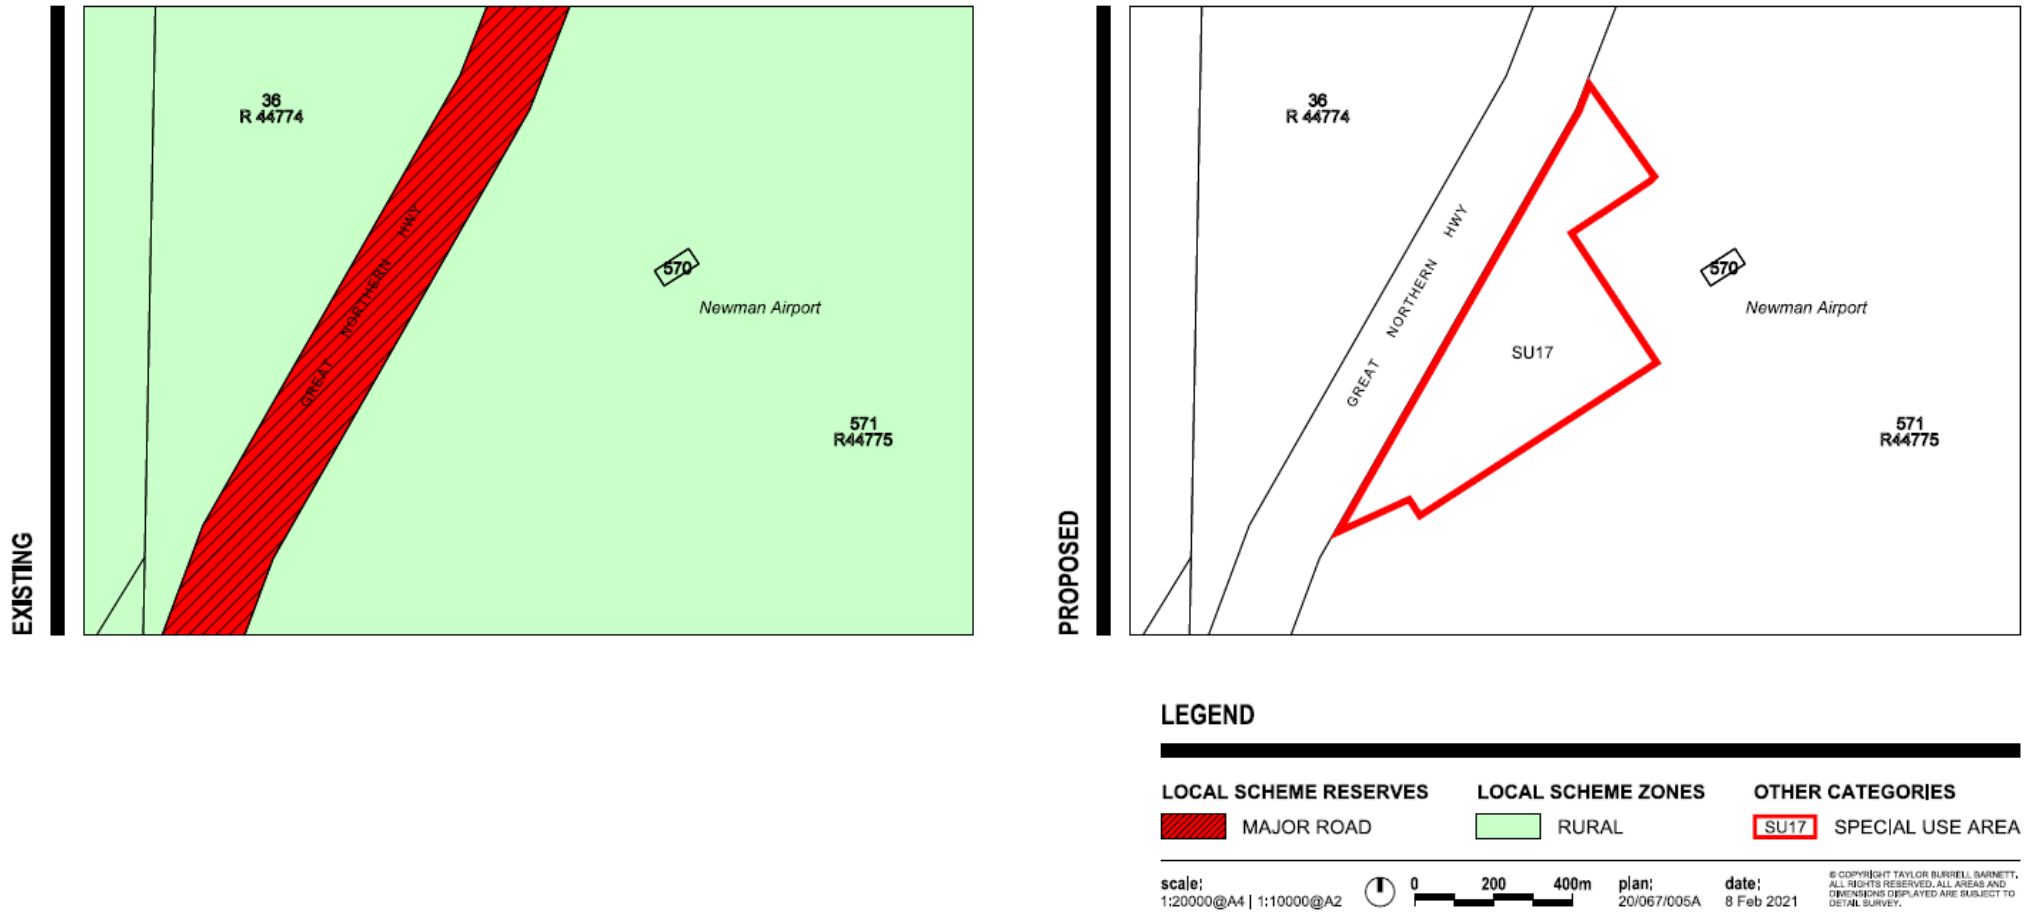 EXISTING
36
R 44774
GREAT NORTHERN HWY
570
Newman Airport
571
R44775
PROPOSED
36
R 44774
GREAT NORTHERN HWY
SU17
570
Newman Airport
571
R44775
LEGEND
LOCAL SCHEME RESERVES
MAJOR ROAD
LOCAL SCHEME ZONES
RURAL
OTHER CATEGORIES
SU17 SPECIAL USE AREA
scale:
1:20000@A4 | 1:10000@A2
0 200 400m
plan:
20/067/005A
date:
8 Feb 2021
© COPYRIGHT TAYLOR BURRELL BARNETT.
ALL RIGHTS RESERVED. ALL AREAS AND
DIMENSIONS DISPLAYED ARE SUBJECT TO
DETAIL SURVEY.